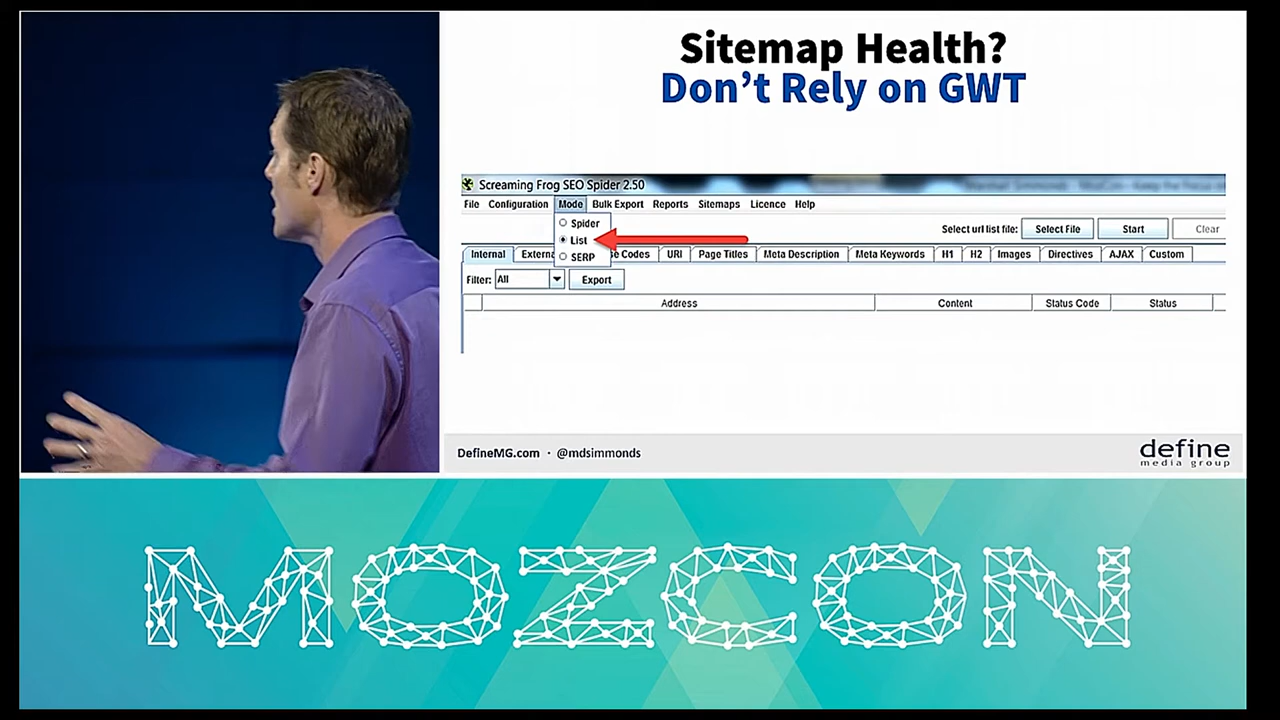 Sitemap Health?
Don't Rely on GWT
Screaming Frog SEO Spider 2.50
File Configuration Mode Bulk Export Reports Sitemaps Licence Help
Spider
List
SERP
Select url list file: Select File Start Clear
Internal Externa se Codes URI Page Titles Meta Description Meta Keywords H1 H2 Images Directives AJAX Custom
Filter: All Export
Address Content Status Code Status
DefineMG.com · @mdsimmonds
define
media group
MOZCON